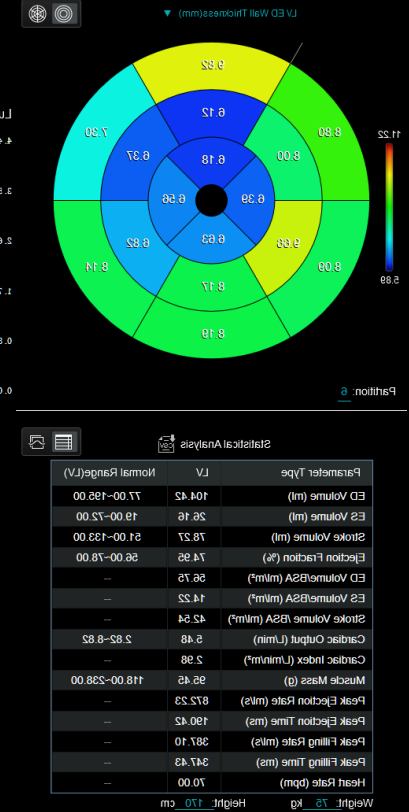 LV ED Wall Thickness(mm) ▼
11.22
5.89
9.82
8.80
7.30
6.12
8.00
6.37
6.18
6.39
6.56
6.63
6.82
8.09
8.14
8.17
8.19
Partition: 6
Statistical Analysis CSV
Parameter Type LV Normal Range(LV)
ED Volume (ml) 104.42 77.00~195.00
ES Volume (ml) 26.16 19.00~72.00
Stroke Volume (ml) 78.27 51.00~133.00
Ejection Fraction (%) 74.95 56.00~78.00
ED Volume/BSA (ml/m²) 56.75 --
ES Volume/BSA (ml/m²) 14.22 --
Stroke Volume /BSA (ml/m²) 42.54 --
Cardiac Output (L/min) 5.48 2.82~8.82
Cardiac Index (L/min/m²) 2.98 --
Muscle Mass (g) 95.45 118.00~238.00
Peak Ejection Rate (ml/s) 872.23 --
Peak Ejection Time (ms) 190.42 --
Peak Filling Rate (ml/s) 387.10 --
Peak Filling Time (ms) 347.43 --
Heart Rate (bpm) 70.00 --
Weight: 75 kg Height: 170 cm